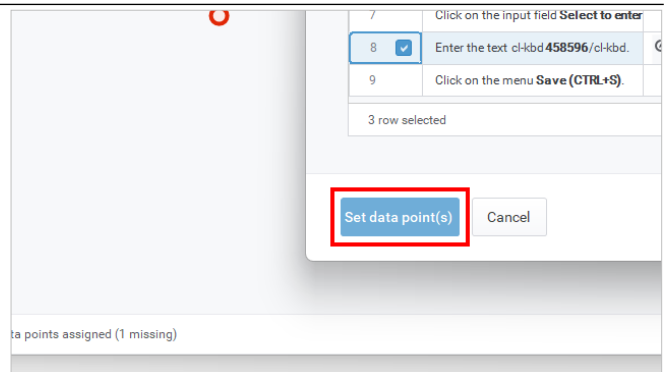 7 Click on the input field Select to enter
8 Enter the text cl-kbd 458596/cl-kbd.
9 Click on the menu Save (CTRL+S).
3 row selected
Set data point(s) Cancel
ta points assigned (1 missing)